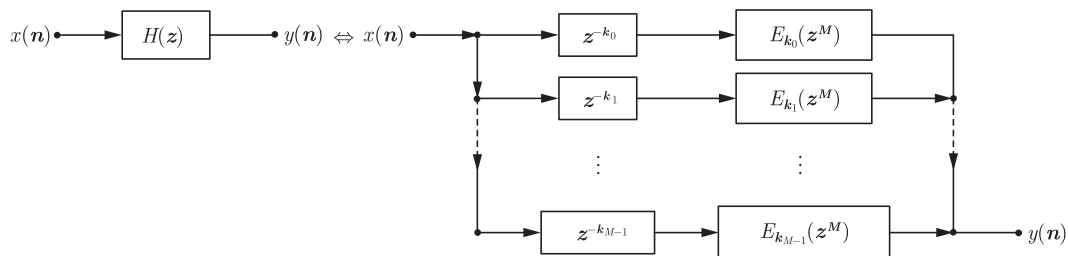 x(n) H(z) y(n) ⇔ x(n) z^{-k_0} E_{k_0}(z^M)
z^{-k_1} E_{k_1}(z^M)
⋮ ⋮
z^{-k_{M-1}} E_{k_{M-1}}(z^M) y(n)